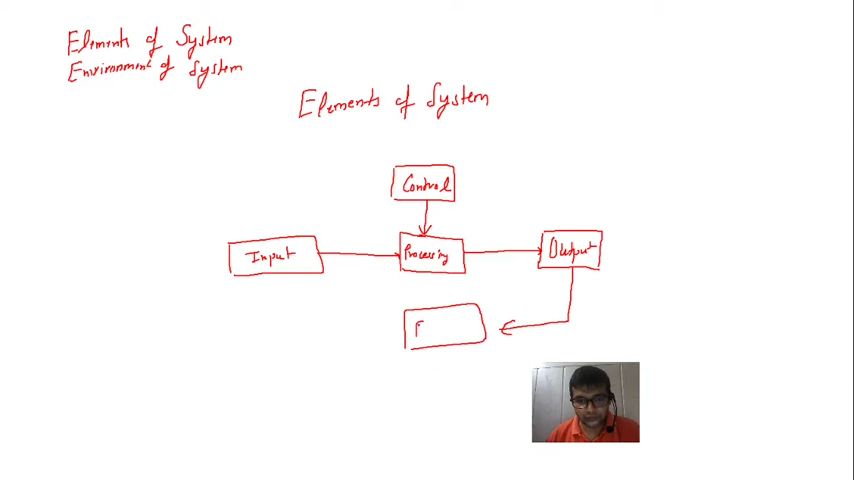 Elements of System
Environment of System
Elements of System
Control
Input
Processing
Output
F